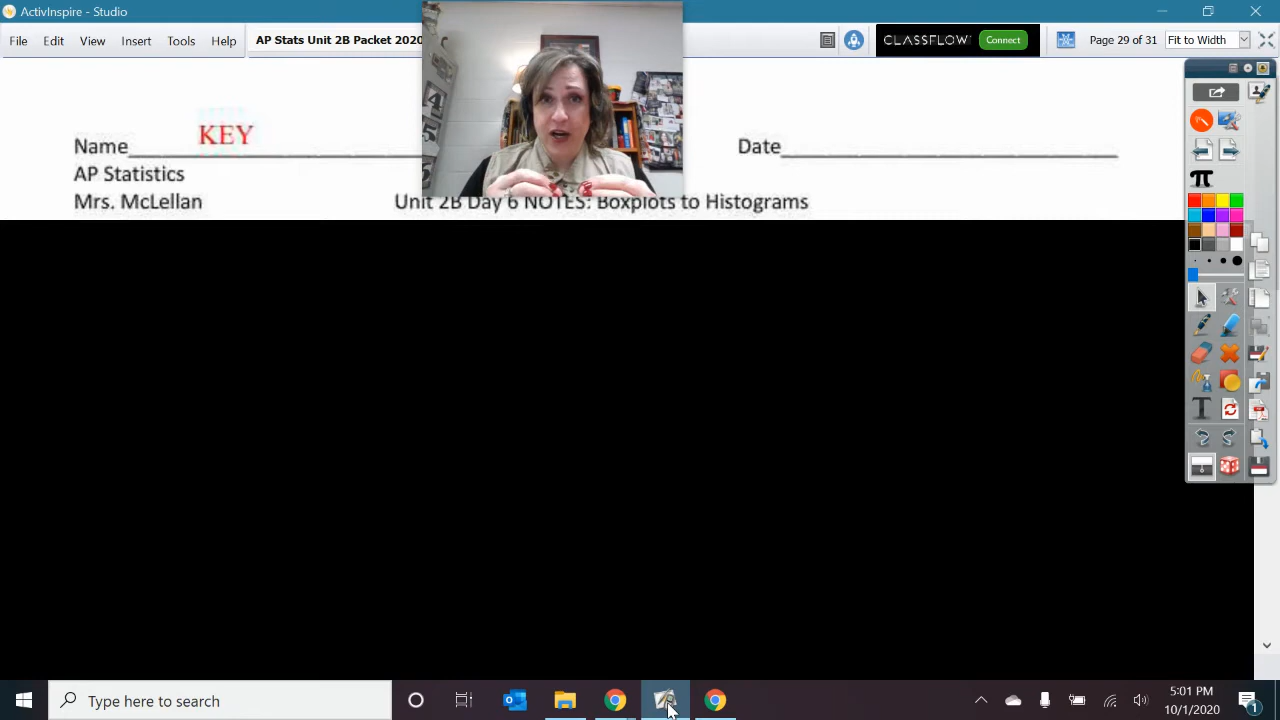 ActivInspire - Studio
File Edit View Insert Tools Help AP Stats Unit 2B Packet 2020 CLASSFLOW Connect Page 29 of 31 Fit to Width
Name KEY Date
AP Statistics
Mrs. McLellan Unit 2B Day 6 NOTES: Boxplots to Histograms
Type here to search
5:01 PM
10/1/2020
1